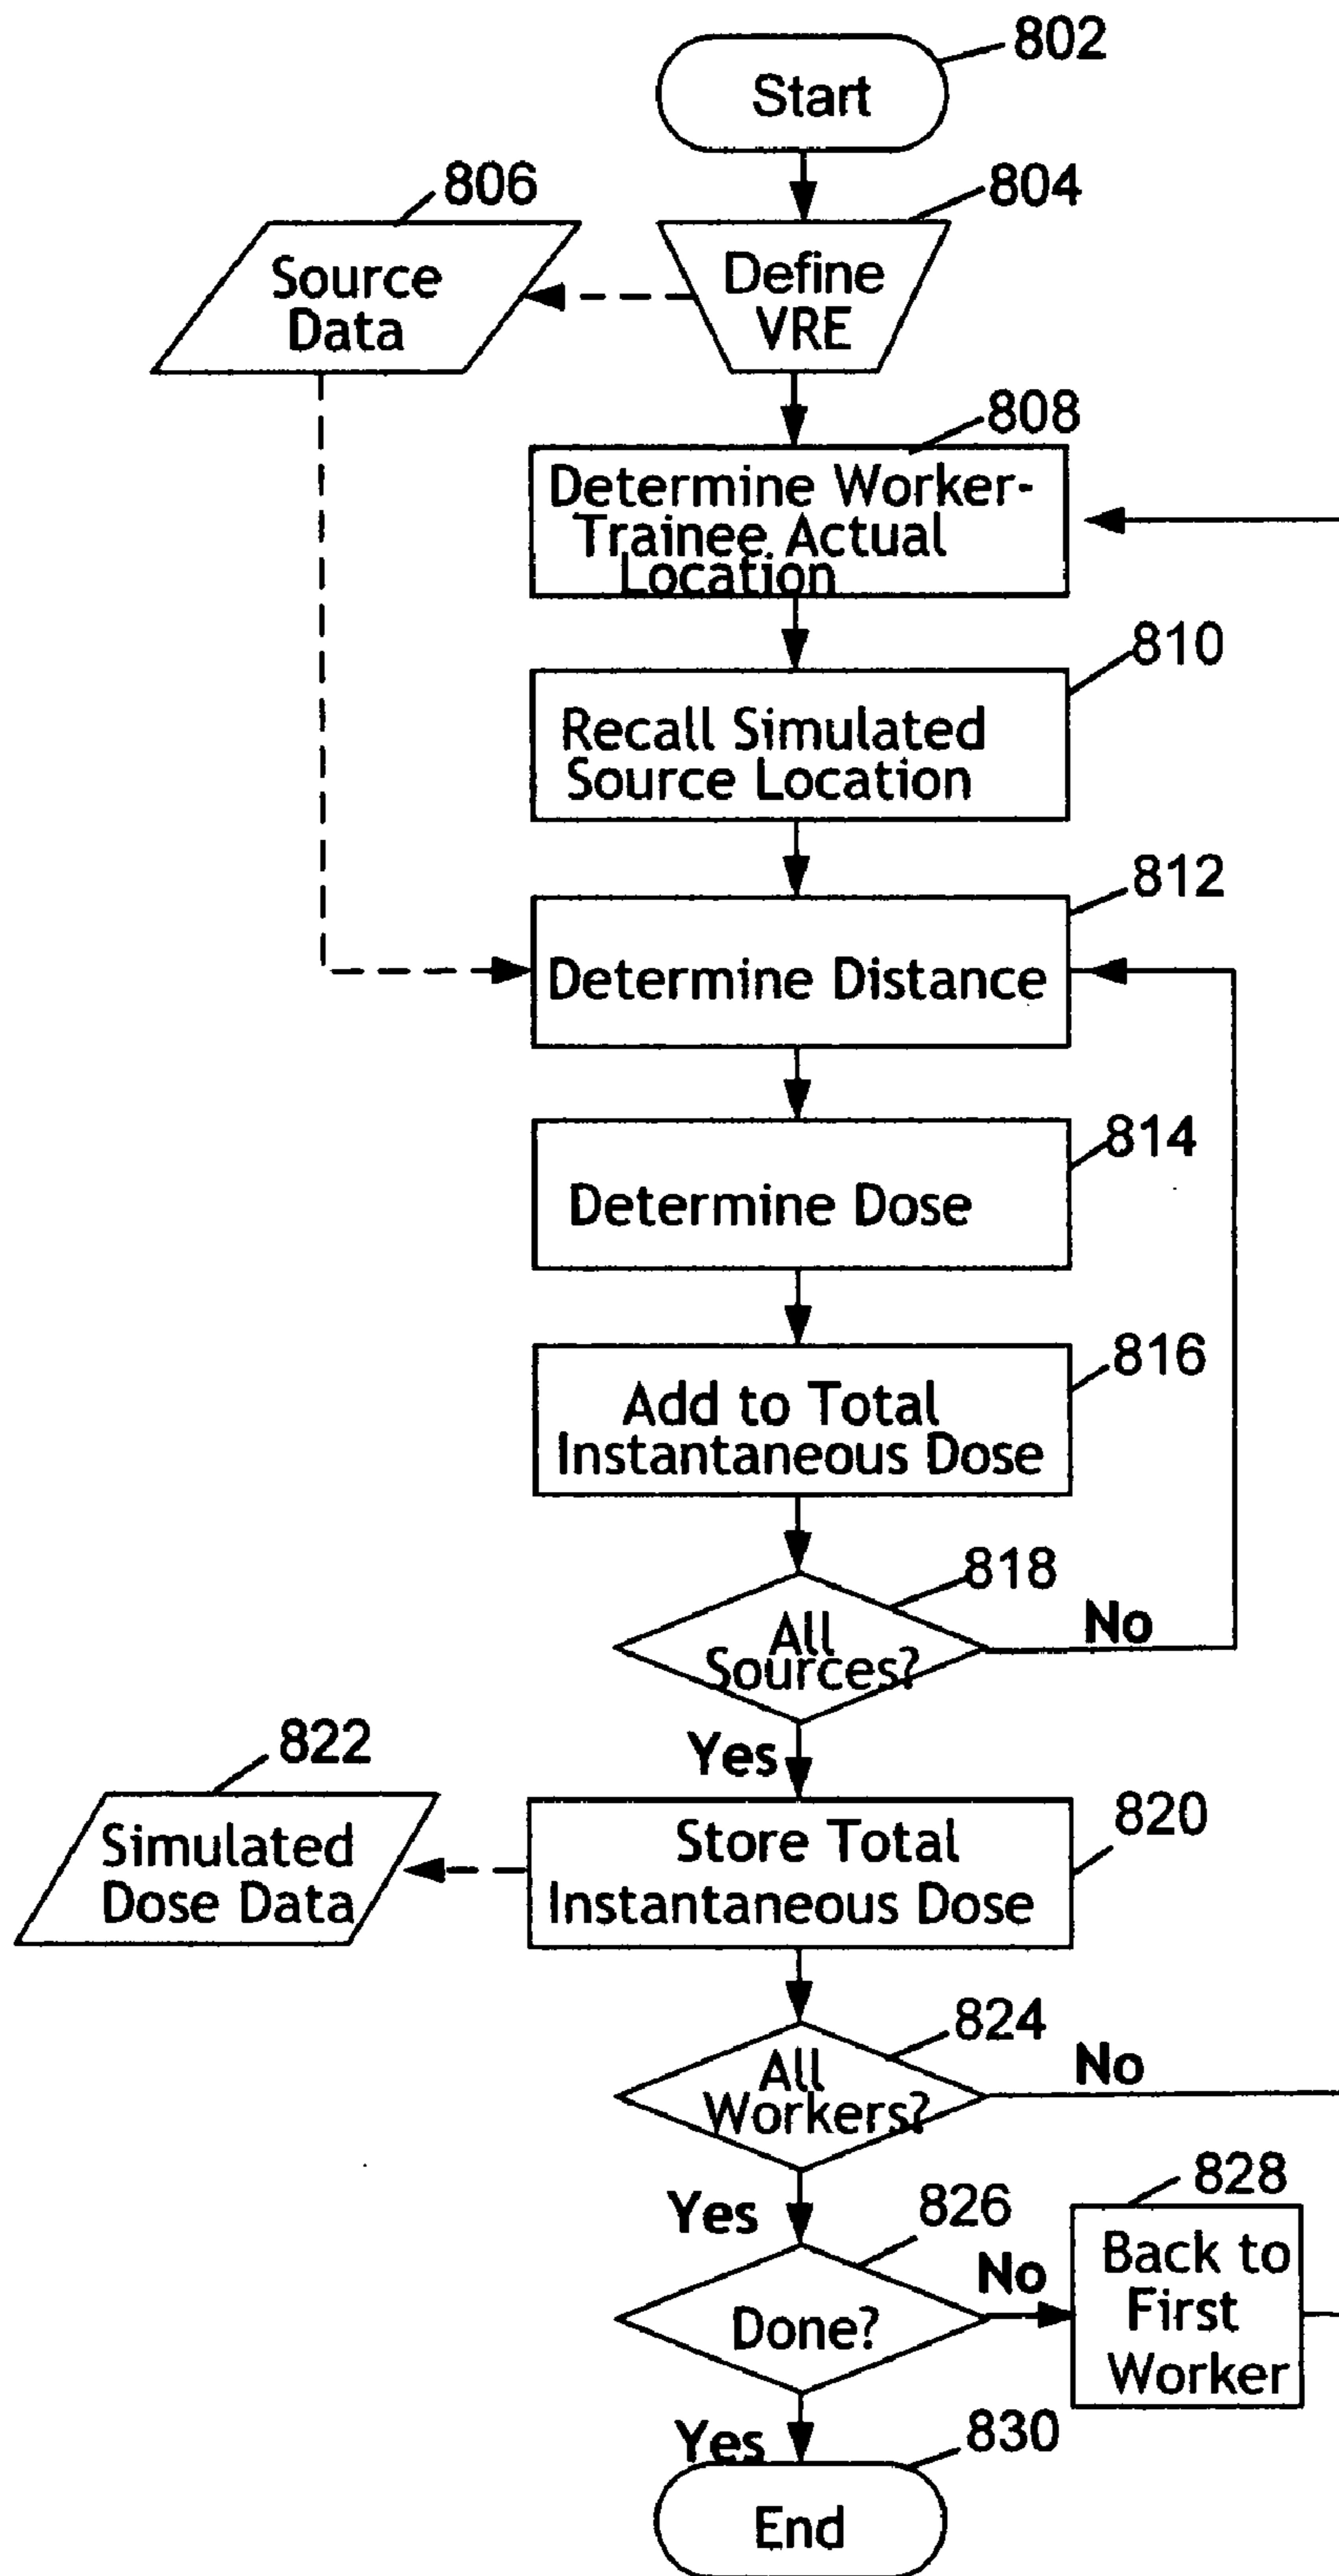 802
Start
804
Define
VRE
806
Source
Data
808
Determine Worker-
Trainee Actual
Location
810
Recall Simulated
Source Location
812
Determine Distance
814
Determine Dose
816
Add to Total
Instantaneous Dose
818
All
Sources?
No
Yes
820
Store Total
Instantaneous Dose
822
Simulated
Dose Data
824
All
Workers?
No
Yes
826
Done?
No
828
Back to
First
Worker
Yes
830
End